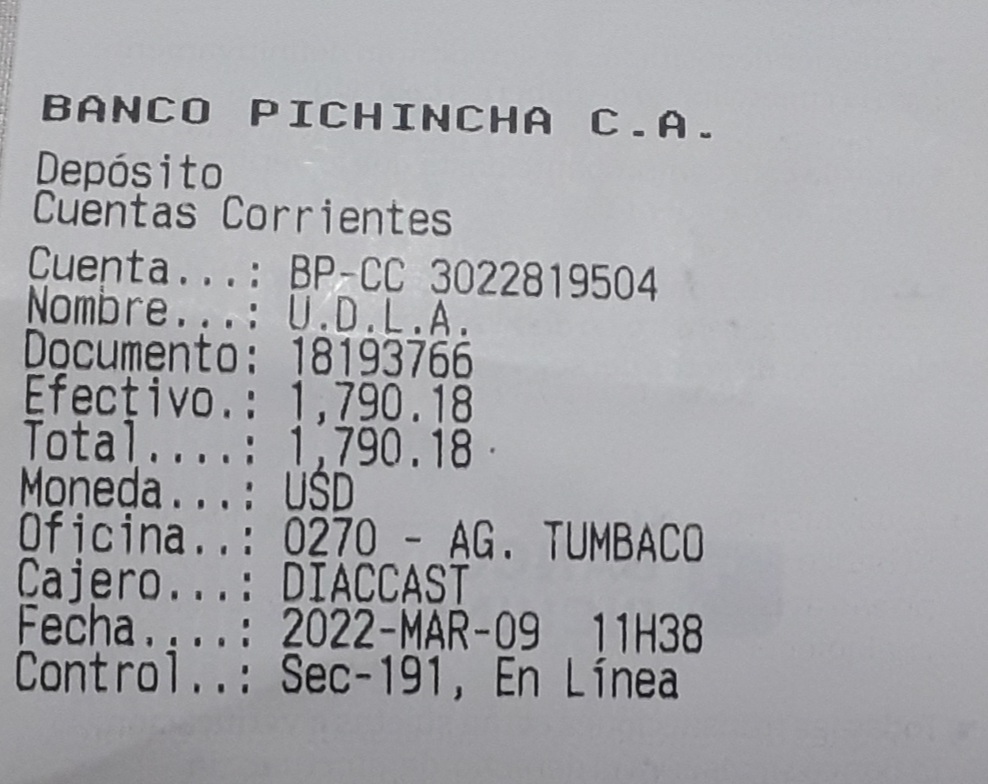 BANCO PICHINCHA C.A.
Depósito
Cuentas Corrientes
Cuenta...: BP-CC 3022819504
Nombre...: U.D.L.A.
Documento: 18193766
Efectivo.: 1,790.18
Total....: 1,790.18
Moneda...: USD
Oficina..: 0270 - AG. TUMBACO
Cajero...: DIACCAST
Fecha....: 2022-MAR-09 11H38
Control..: Sec-191, En Línea